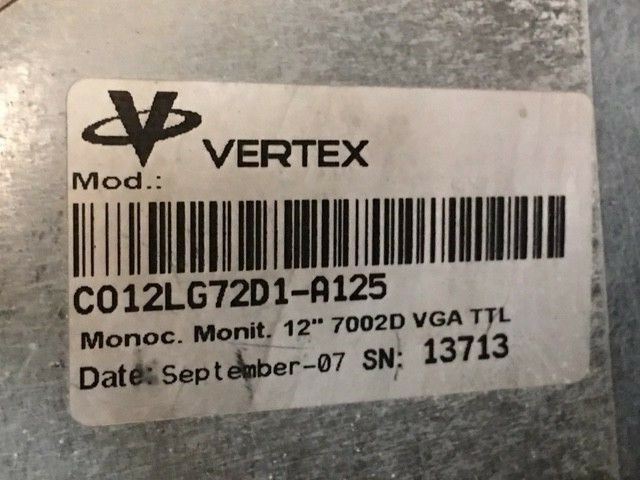 VERTEX
Mod.:
CO12LG72D1-A125
Monoc. Monit. 12" 7002D VGA TTL
Date: September-07 SN: 13713